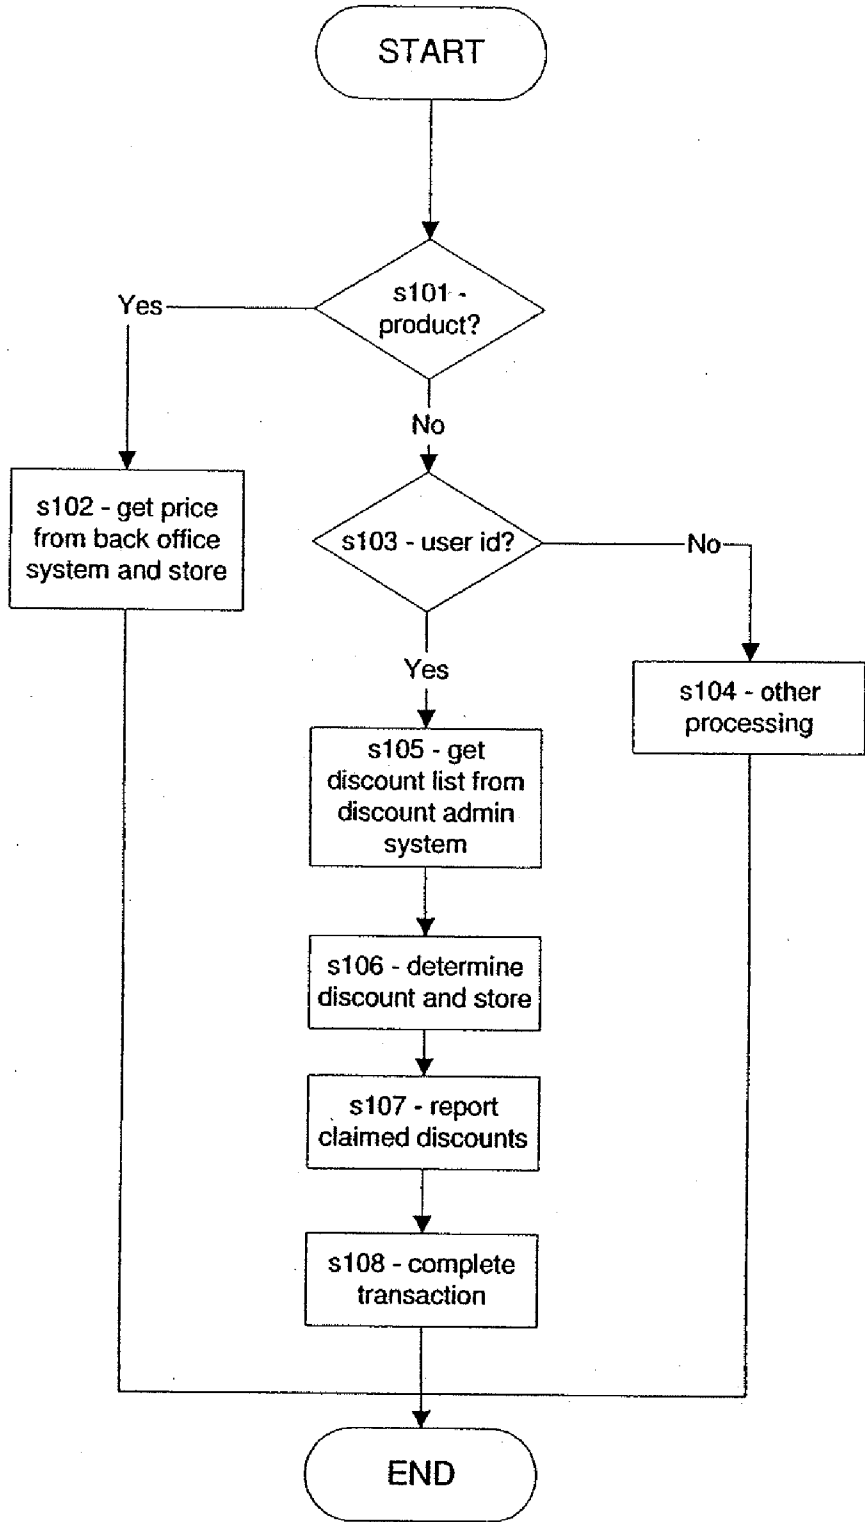 START
s101 -
product?
Yes
No
s102 - get price
from back office
system and store
s103 - user id?
No
Yes
s104 - other
processing
s105 - get
discount list from
discount admin
system
s106 - determine
discount and store
s107 - report
claimed discounts
s108 - complete
transaction
END